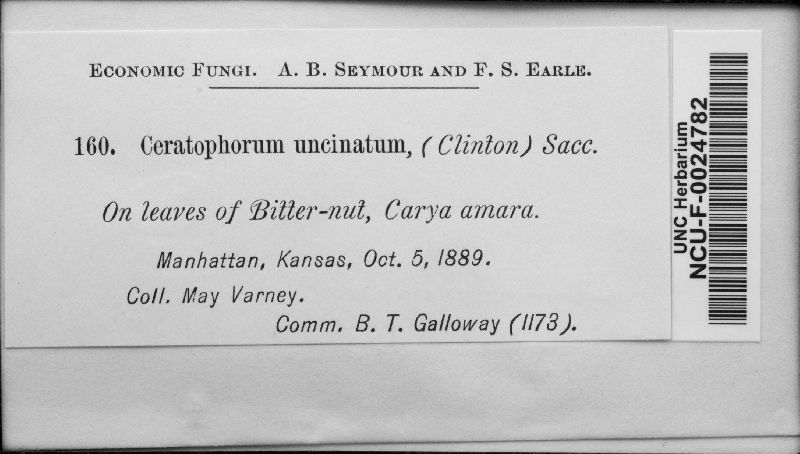 ECONOMIC FUNGI. A. B. SEYMOUR AND F. S. EARLE.
160. Ceratophorum uncinatum, (Clinton) Sacc.
On leaves of Bitter-nut, Carya amara.
Manhattan, Kansas, Oct. 5, 1889.
Coll. May Varney.
Comm. B. T. Galloway (1173).
UNC Herbarium
NCU-F-0024782